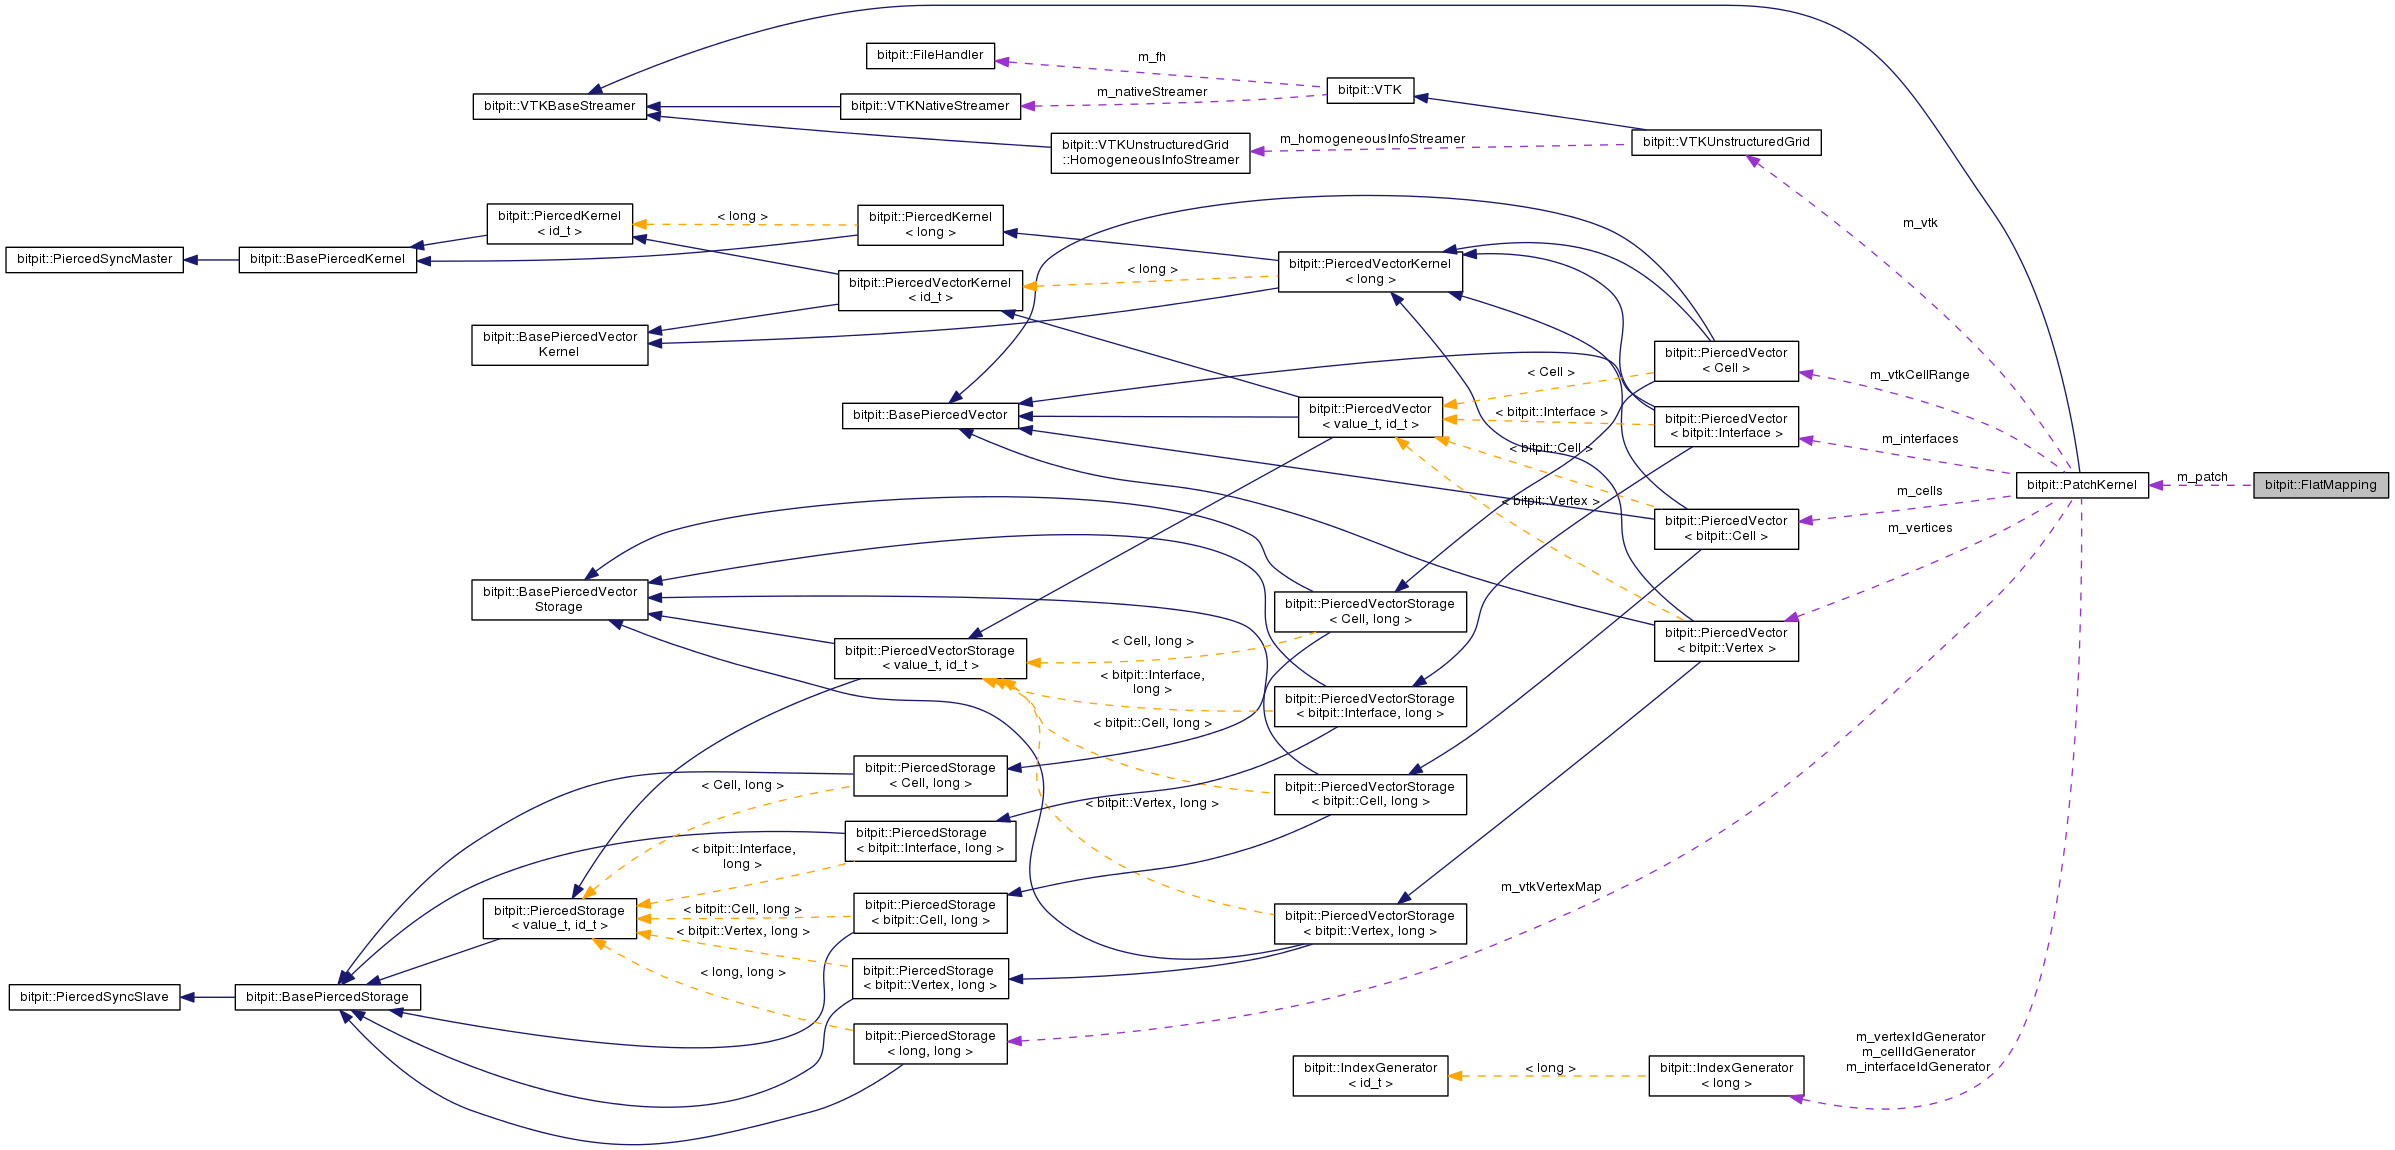 bitpit::FileHandler
m_fh
bitpit::VTK
m_nativeStreamer
bitpit::VTKBaseStreamer
bitpit::VTKNativeStreamer
bitpit::VTKUnstructuredGrid
::HomogeneousInfoStreamer
m_homogeneousInfoStreamer
bitpit::VTKUnstructuredGrid
m_vtk
bitpit::PiercedKernel
< id_t >
< long >
bitpit::PiercedKernel
< long >
bitpit::PiercedSyncMaster
bitpit::BasePiercedKernel
bitpit::PiercedVectorKernel
< id_t >
< long >
bitpit::PiercedVectorKernel
< long >
bitpit::BasePiercedVector
Kernel
bitpit::PiercedVector
< Cell >
m_vtkCellRange
< Cell >
bitpit::BasePiercedVector
bitpit::PiercedVector
< value_t, id_t >
< bitpit::Interface >
bitpit::PiercedVector
< bitpit::Interface >
m_interfaces
< bitpit::Cell >
bitpit::PatchKernel
m_patch
bitpit::FlatMapping
m_cells
< bitpit::Vertex >
bitpit::PiercedVector
< bitpit::Cell >
m_vertices
bitpit::BasePiercedVector
Storage
bitpit::PiercedVectorStorage
< Cell, long >
bitpit::PiercedVector
< bitpit::Vertex >
bitpit::PiercedVectorStorage
< value_t, id_t >
< Cell, long >
< bitpit::Interface,
long >
bitpit::PiercedVectorStorage
< bitpit::Interface, long >
< bitpit::Cell, long >
bitpit::PiercedStorage
< Cell, long >
< Cell, long >
bitpit::PiercedVectorStorage
< bitpit::Cell, long >
< bitpit::Vertex, long >
bitpit::PiercedStorage
< bitpit::Interface, long >
< bitpit::Interface,
long >
bitpit::PiercedStorage
< value_t, id_t >
< bitpit::Cell, long >
bitpit::PiercedStorage
< bitpit::Cell, long >
m_vtkVertexMap
bitpit::PiercedVectorStorage
< bitpit::Vertex, long >
< bitpit::Vertex, long >
bitpit::PiercedStorage
< bitpit::Vertex, long >
< long, long >
bitpit::PiercedSyncSlave
bitpit::BasePiercedStorage
bitpit::PiercedStorage
< long, long >
m_vertexIdGenerator
m_cellIdGenerator
m_interfaceIdGenerator
bitpit::IndexGenerator
< id_t >
< long >
bitpit::IndexGenerator
< long >